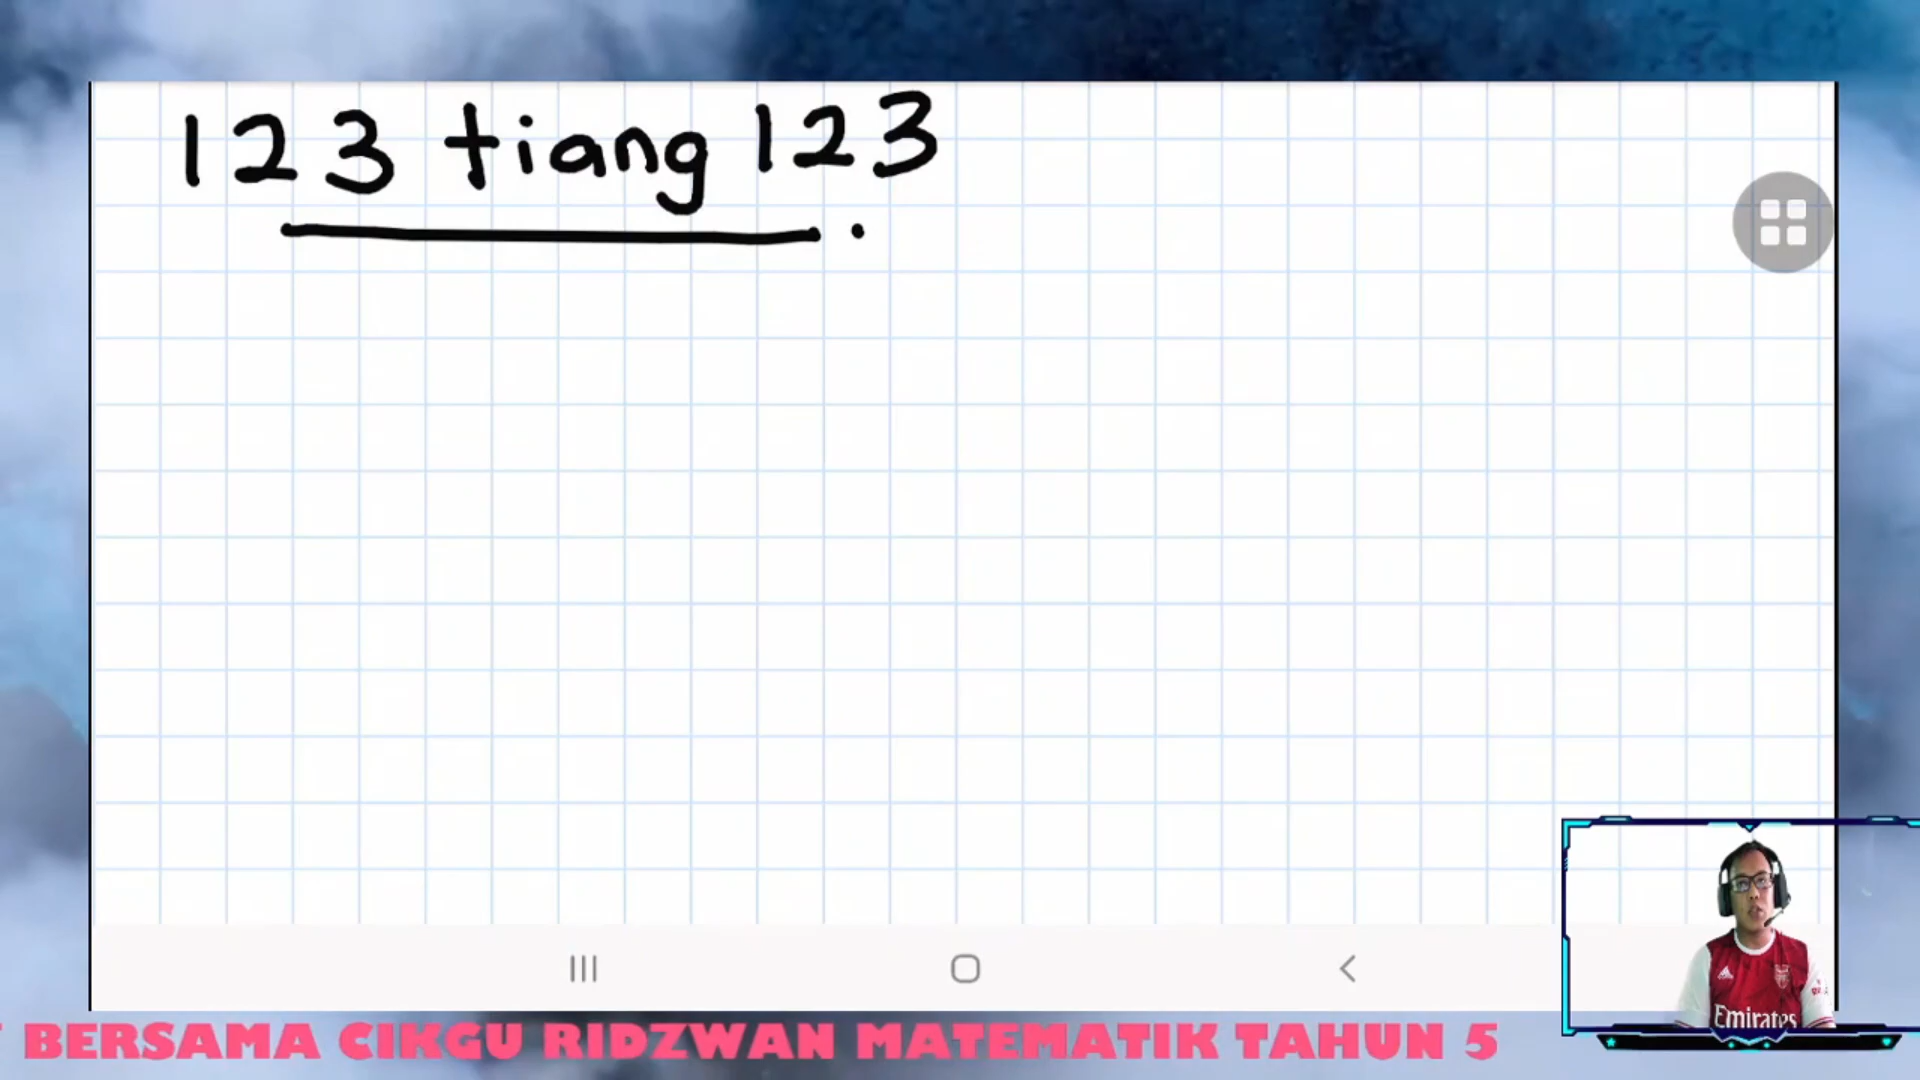 123 tiang 123
BERSAMA CIKGU RIDZWAN MATEMATIK TAHUN 5
Emirates